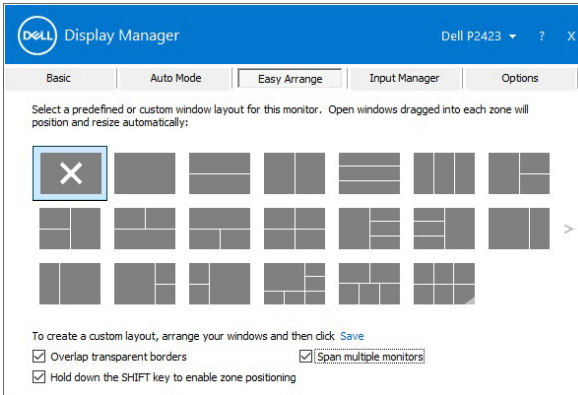 DELL Display Manager Dell P2423 ? X
Basic Auto Mode Easy Arrange Input Manager Options
Select a predefined or custom window layout for this monitor. Open windows dragged into each zone will
position and resize automatically:
>
To create a custom layout, arrange your windows and then click Save
Overlap transparent borders Span multiple monitors
Hold down the SHIFT key to enable zone positioning